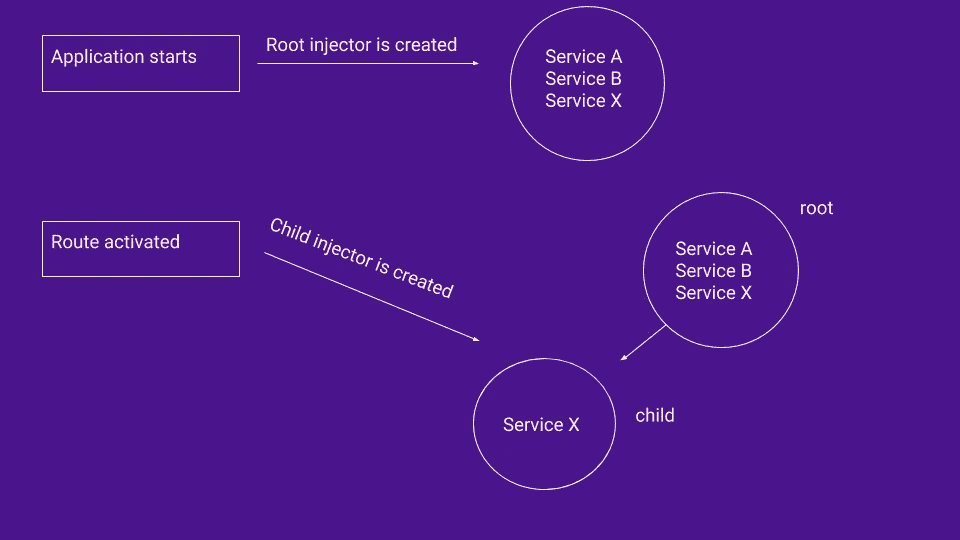 Application starts
Root injector is created
Service A
Service B
Service X
Route activated
Child injector is created
root
Service A
Service B
Service X
Service X
child